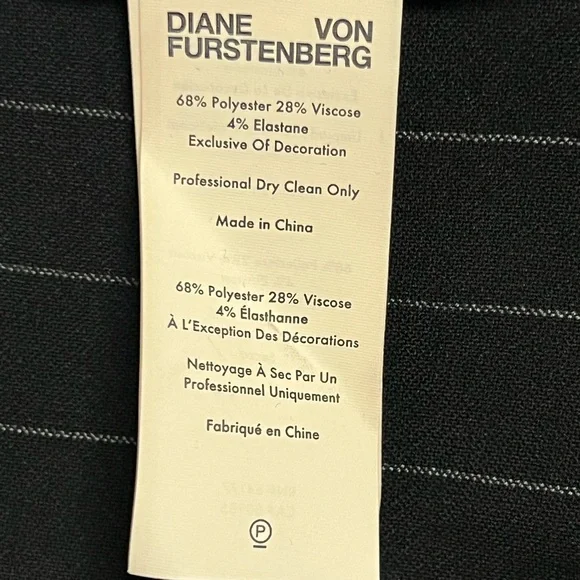 DIANE VON
FURSTENBERG
68% Polyester 28% Viscose
4% Elastane
Exclusive Of Decoration
Professional Dry Clean Only
Made in China
68% Polyester 28% Viscose
4% Élasthanne
À L'Exception Des Décorations
Nettoyage À Sec Par Un
Professionnel Uniquement
Fabriqué en Chine
P